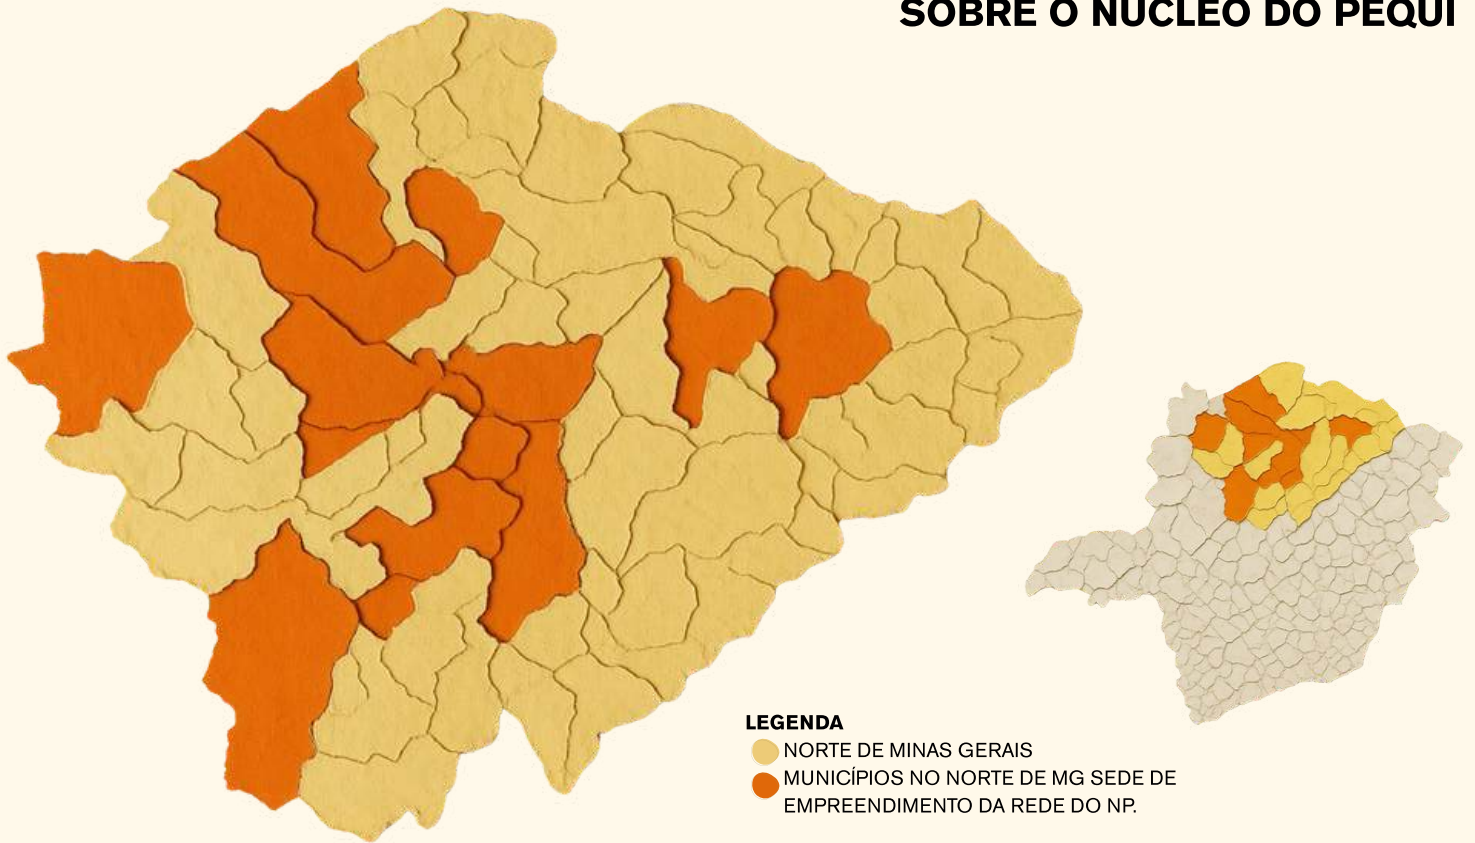 SOBRE O NÚCLEO DO PEQUI
LEGENDA
NORTE DE MINAS GERAIS
MUNICÍPIOS NO NORTE DE MG SEDE DE
EMPREENDIMENTO DA REDE DO NP.